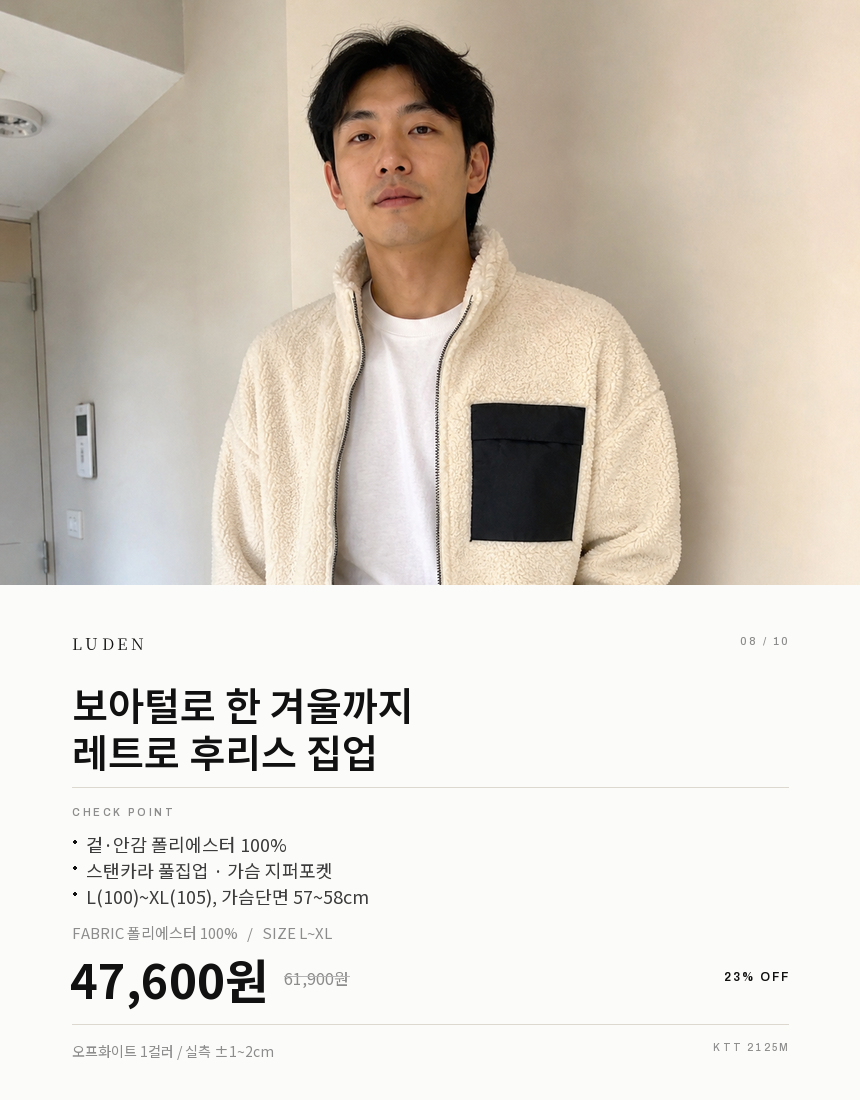 LUDEN
08 / 10
보아털로 한 겨울까지
레트로 후리스 집업
CHECK POINT
• 겉·안감 폴리에스터 100%
• 스탠카라 풀집업 · 가슴 지퍼포켓
• L(100)~XL(105), 가슴단면 57~58cm
FABRIC 폴리에스터 100% / SIZE L~XL
47,600원 61,900원
23% OFF
오프화이트 1컬러 / 실측 ±1~2cm
KTT 2125M